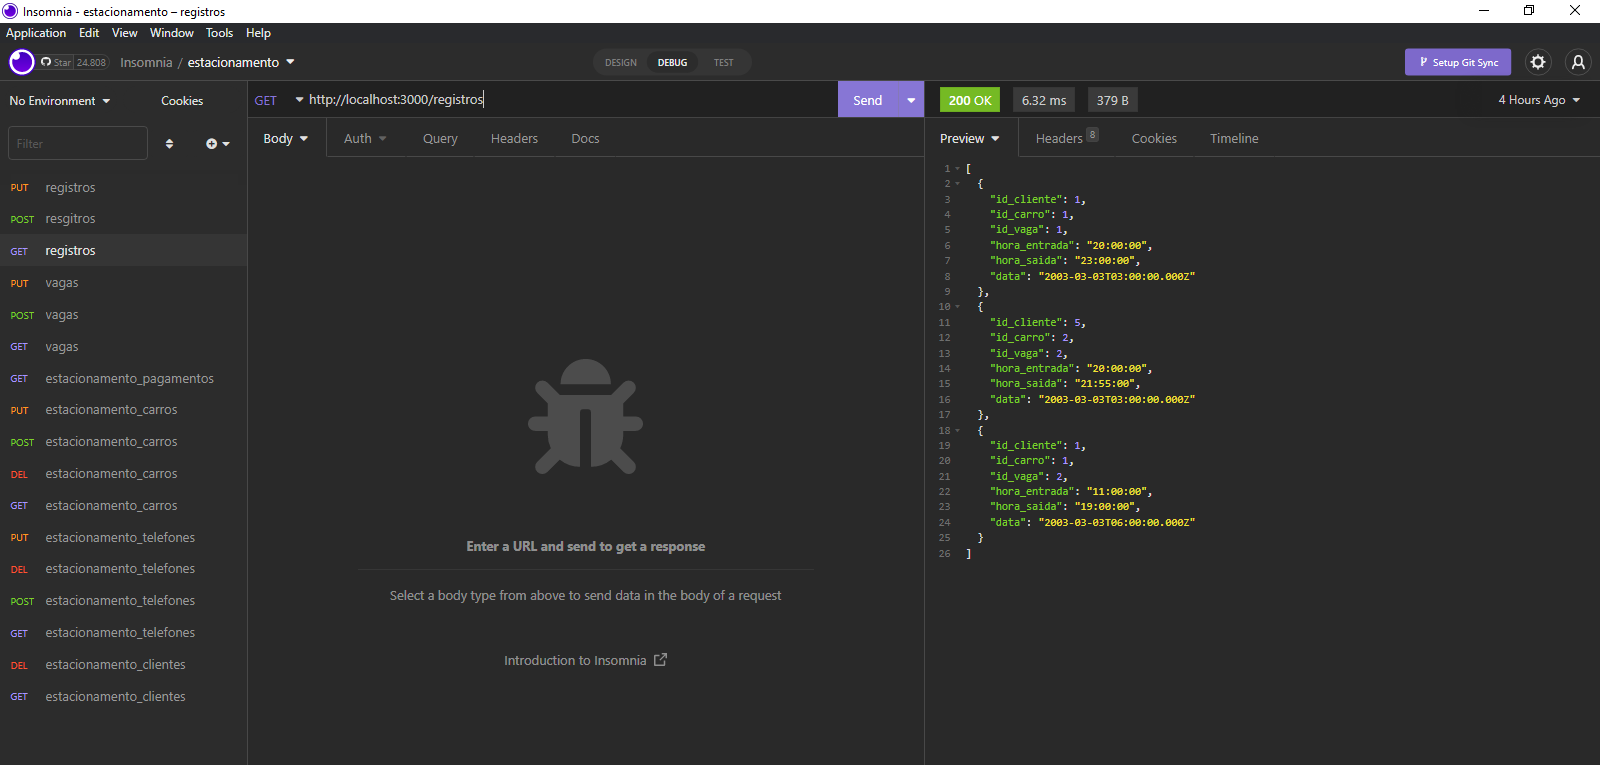 Insomnia - estacionamento – registros
Application Edit View Window Tools Help
Star 24.808 Insomnia / estacionamento DESIGN DEBUG TEST Setup Git Sync
No Environment Cookies
GET http://localhost:3000/registros Send
200 OK 6.32 ms 379 B 4 Hours Ago
Filter
Body Auth Query Headers Docs
Preview Headers 8 Cookies Timeline
PUT registros
POST resgitros
GET registros
PUT vagas
POST vagas
GET vagas
GET estacionamento_pagamentos
PUT estacionamento_carros
POST estacionamento_carros
DEL estacionamento_carros
GET estacionamento_carros
PUT estacionamento_telefones
DEL estacionamento_telefones
POST estacionamento_telefones
GET estacionamento_telefones
DEL estacionamento_clientes
GET estacionamento_clientes
Enter a URL and send to get a response
Select a body type from above to send data in the body of a request
Introduction to Insomnia
1 [
2 {
3 "id_cliente": 1,
4 "id_carro": 1,
5 "id_vaga": 1,
6 "hora_entrada": "20:00:00",
7 "hora_saida": "23:00:00",
8 "data": "2003-03-03T03:00:00.000Z"
9 },
10 {
11 "id_cliente": 5,
12 "id_carro": 2,
13 "id_vaga": 2,
14 "hora_entrada": "20:00:00",
15 "hora_saida": "21:55:00",
16 "data": "2003-03-03T03:00:00.000Z"
17 },
18 {
19 "id_cliente": 1,
20 "id_carro": 1,
21 "id_vaga": 2,
22 "hora_entrada": "11:00:00",
23 "hora_saida": "19:00:00",
24 "data": "2003-03-03T06:00:00.000Z"
25 }
26 ]